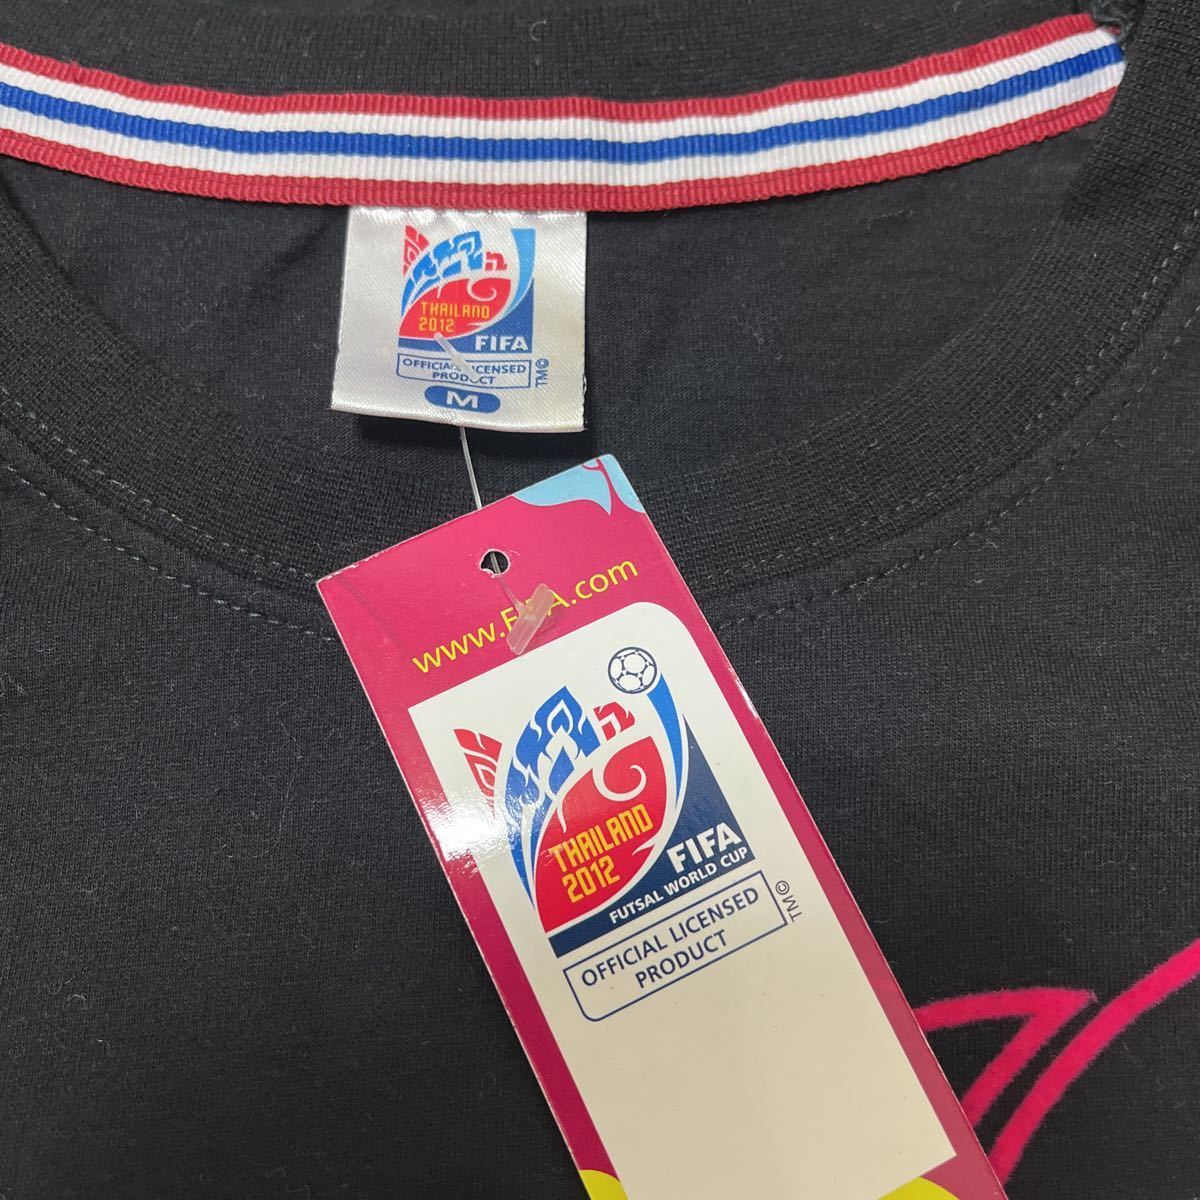 THAILAND
2012
FIFA
OFFICIAL LICENSED
PRODUCT
TM©
M
www.FIFA.com
THAILAND
2012
FIFA
FUTSAL WORLD CUP
OFFICIAL LICENSED
PRODUCT
TM©